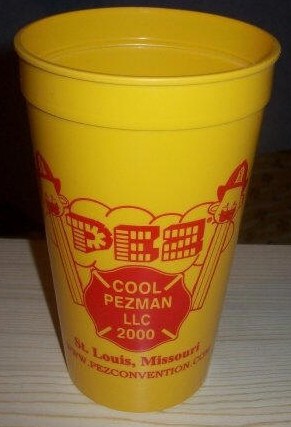 PEZ
COOL
PEZMAN
LLC
2000
St. Louis, Missouri
WWW.PEZCONVENTION.COM